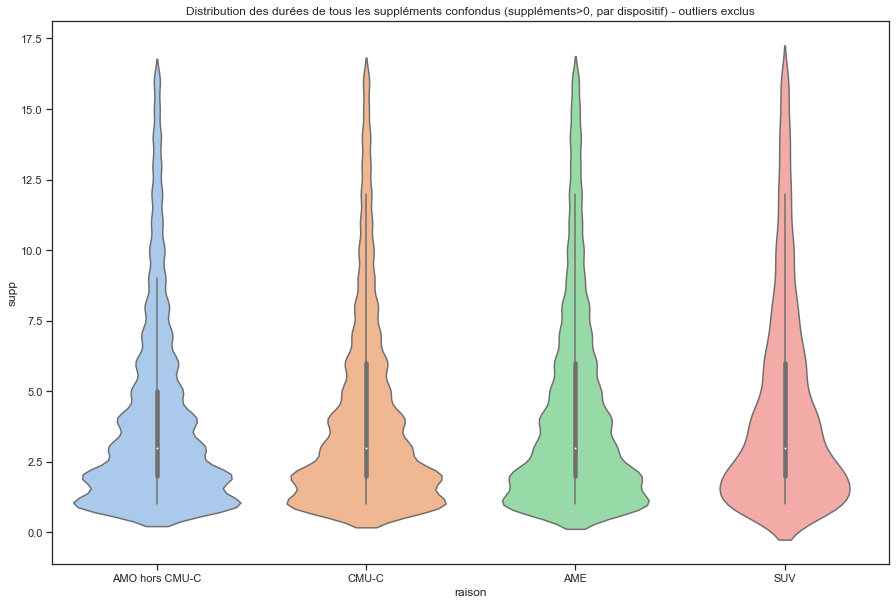 Distribution des durées de tous les suppléments confondus (suppléments>0, par dispositif) - outliers exclus
17.5
15.0
12.5
10.0
7.5
5.0
2.5
0.0
supp
AMO hors CMU-C CMU-C AME SUV
raison